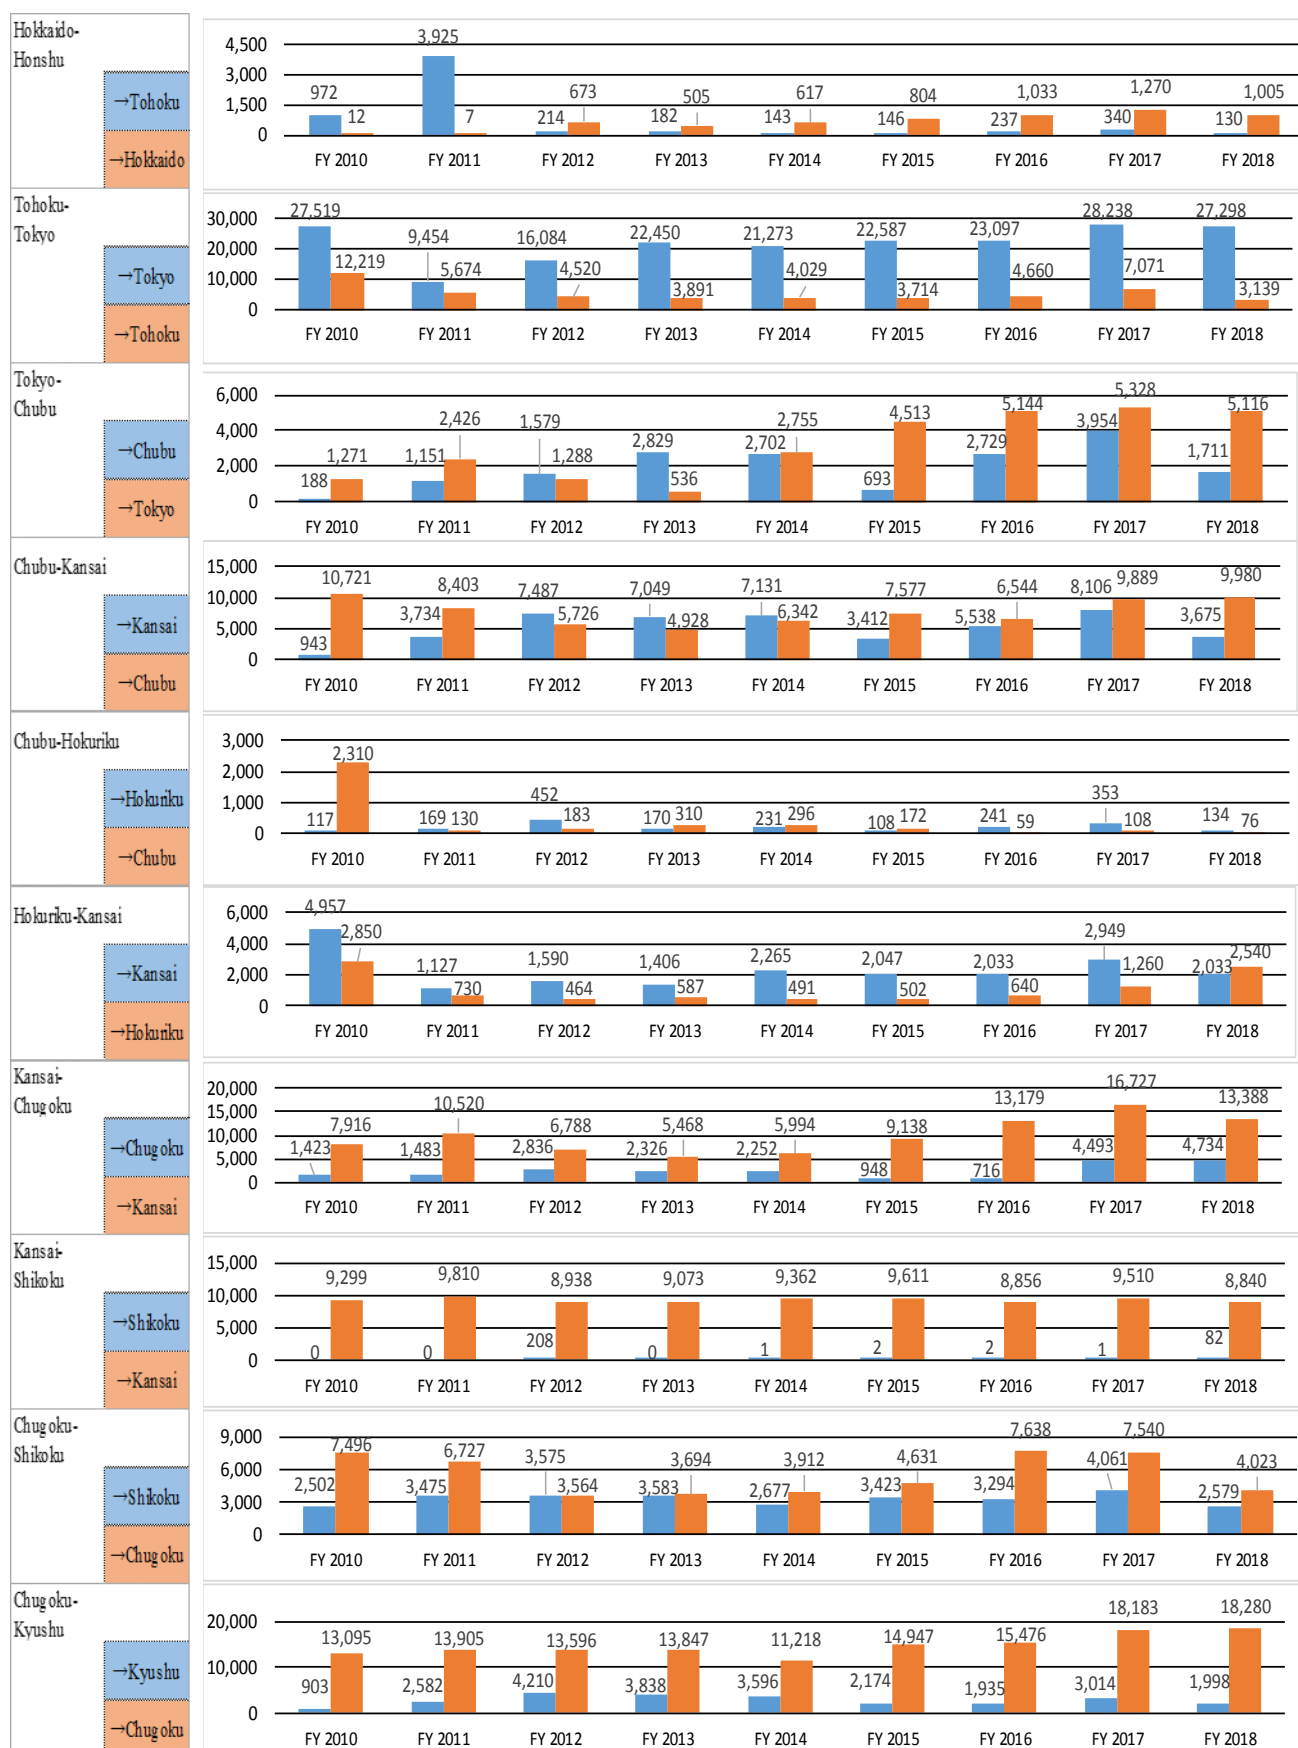 Hokkaido-
Honshu
→Tohoku
→Hokkaido
4,500
3,000
1,500
0
972 12 3,925 7 214 673 182 505 143 617 146 804 237 1,033 340 1,270 130 1,005
FY 2010 FY 2011 FY 2012 FY 2013 FY 2014 FY 2015 FY 2016 FY 2017 FY 2018
Tohoku-
Tokyo
→Tokyo
→Tohoku
30,000
20,000
10,000
0
27,519 12,219 9,454 5,674 16,084 4,520 22,450 3,891 21,273 4,029 22,587 3,714 23,097 4,660 28,238 7,071 27,298 3,139
FY 2010 FY 2011 FY 2012 FY 2013 FY 2014 FY 2015 FY 2016 FY 2017 FY 2018
Tokyo-
Chubu
→Chubu
→Tokyo
6,000
4,000
2,000
0
188 1,271 1,151 2,426 1,579 1,288 2,829 536 2,702 2,755 693 4,513 2,729 5,144 3,954 5,328 1,711 5,116
FY 2010 FY 2011 FY 2012 FY 2013 FY 2014 FY 2015 FY 2016 FY 2017 FY 2018
Chubu-Kansai
→Kansai
→Chubu
15,000
10,000
5,000
0
943 10,721 3,734 8,403 7,487 5,726 7,049 4,928 7,131 6,342 3,412 7,577 5,538 6,544 8,106 9,889 3,675 9,980
FY 2010 FY 2011 FY 2012 FY 2013 FY 2014 FY 2015 FY 2016 FY 2017 FY 2018
Chubu-Hokuriku
→Hokuriku
→Chubu
3,000
2,000
1,000
0
117 2,310 169 130 452 183 170 310 231 296 108 172 241 59 353 108 134 76
FY 2010 FY 2011 FY 2012 FY 2013 FY 2014 FY 2015 FY 2016 FY 2017 FY 2018
Hokuriku-Kansai
→Kansai
→Hokuriku
6,000
4,000
2,000
0
4,957 2,850 1,127 730 1,590 464 1,406 587 2,265 491 2,047 502 2,033 640 2,949 1,260 2,033 2,540
FY 2010 FY 2011 FY 2012 FY 2013 FY 2014 FY 2015 FY 2016 FY 2017 FY 2018
Kansai-
Chugoku
→Chugoku
→Kansai
20,000
15,000
10,000
5,000
0
1,423 7,916 1,483 10,520 2,836 6,788 2,326 5,468 2,252 5,994 948 9,138 716 13,179 4,493 16,727 4,734 13,388
FY 2010 FY 2011 FY 2012 FY 2013 FY 2014 FY 2015 FY 2016 FY 2017 FY 2018
Kansai-
Shikoku
→Shikoku
→Kansai
15,000
10,000
5,000
0
0 9,299 0 9,810 208 8,938 0 9,073 1 9,362 2 9,611 2 8,856 1 9,510 82 8,840
FY 2010 FY 2011 FY 2012 FY 2013 FY 2014 FY 2015 FY 2016 FY 2017 FY 2018
Chugoku-
Shikoku
→Shikoku
→Chugoku
9,000
6,000
3,000
0
2,502 7,496 3,475 6,727 3,575 3,564 3,583 3,694 2,677 3,912 3,423 4,631 3,294 7,638 4,061 7,540 2,579 4,023
FY 2010 FY 2011 FY 2012 FY 2013 FY 2014 FY 2015 FY 2016 FY 2017 FY 2018
Chugoku-
Kyushu
→Kyushu
→Chugoku
20,000
10,000
0
903 13,095 2,582 13,905 4,210 13,596 3,838 13,847 3,596 11,218 2,174 14,947 1,935 15,476 3,014 18,183 1,998 18,280
FY 2010 FY 2011 FY 2012 FY 2013 FY 2014 FY 2015 FY 2016 FY 2017 FY 2018